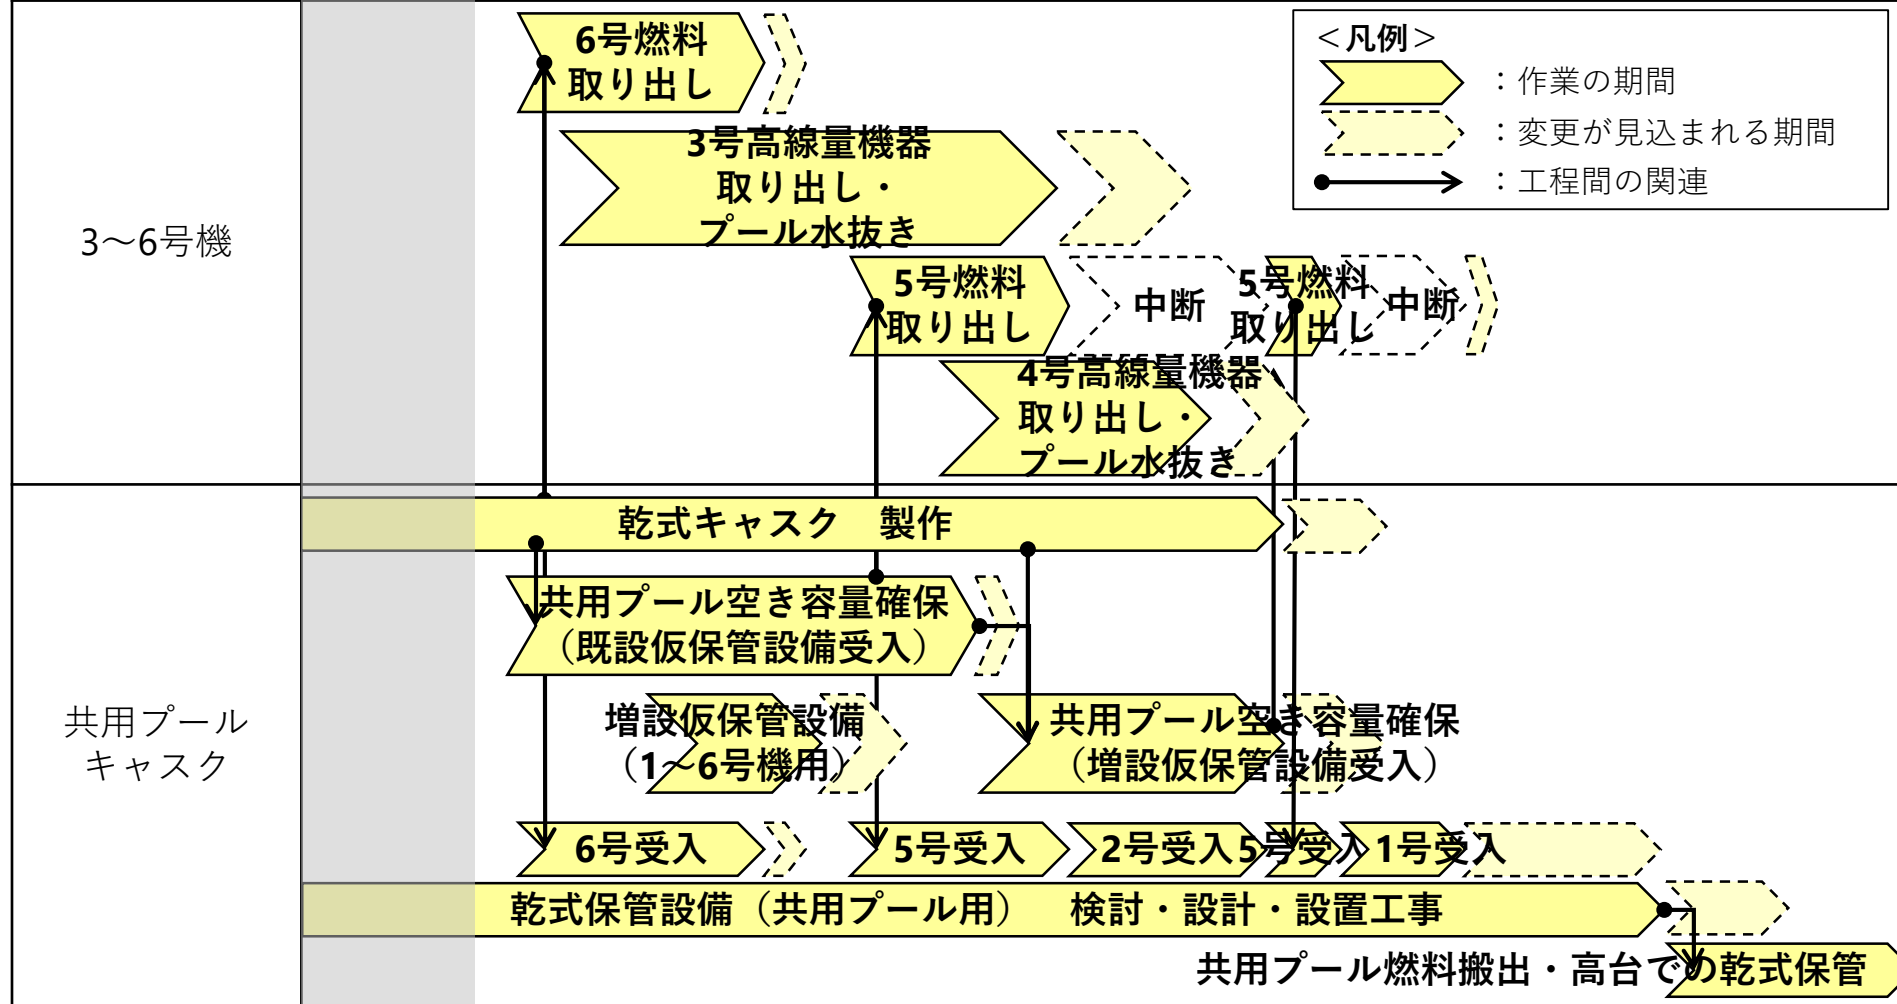 6号燃料
取り出し
3号高線量機器
取り出し・
プール水抜き
5号燃料
取り出し
中断
5号燃料
取り出し
中断
4号高線量機器
取り出し・
プール水抜き
＜凡例＞
：作業の期間
：変更が見込まれる期間
：工程間の関連
3～6号機
共用プール
キャスク
乾式キャスク　製作
共用プール空き容量確保
（既設仮保管設備受入）
増設仮保管設備
（1～6号機用）
共用プール空き容量確保
（増設仮保管設備受入）
6号受入
5号受入
2号受入
5号受入
1号受入
乾式保管設備（共用プール用）　検討・設計・設置工事
共用プール燃料搬出・高台での乾式保管